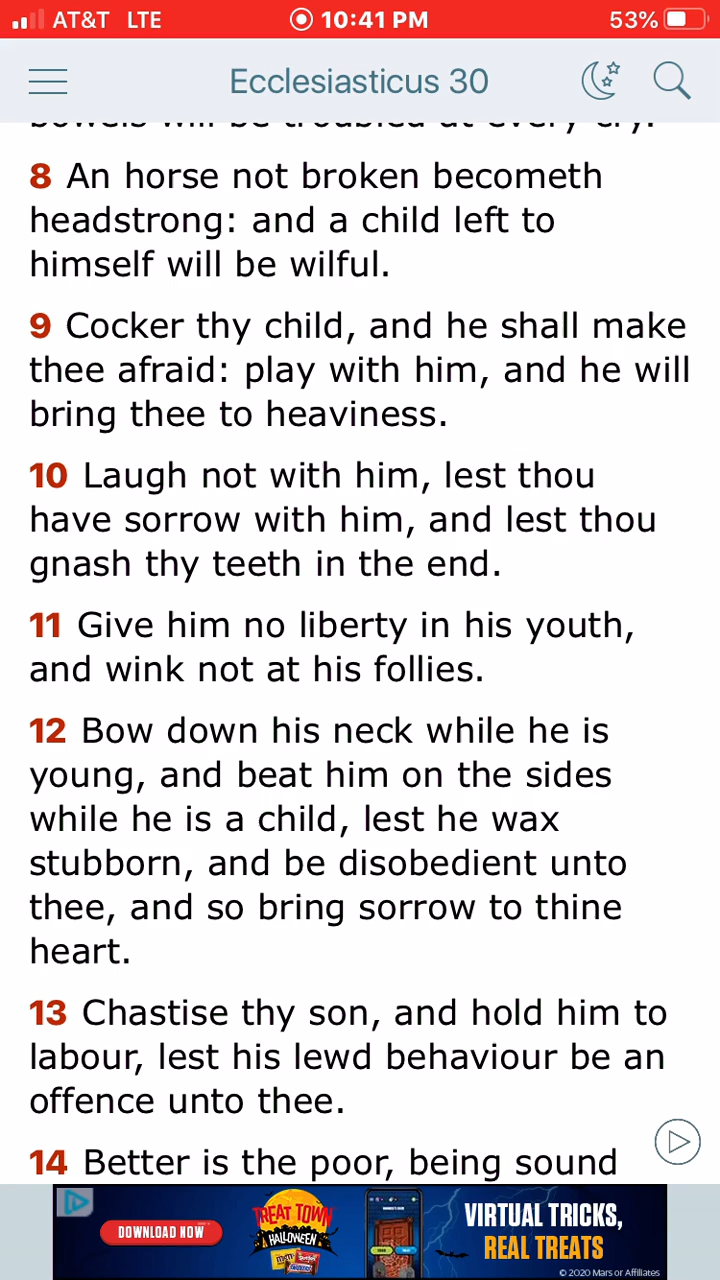 AT&T LTE 10:41 PM 53%
Ecclesiasticus 30
bowels will be troubled at every cry.
8 An horse not broken becometh
headstrong: and a child left to
himself will be wilful.
9 Cocker thy child, and he shall make
thee afraid: play with him, and he will
bring thee to heaviness.
10 Laugh not with him, lest thou
have sorrow with him, and lest thou
gnash thy teeth in the end.
11 Give him no liberty in his youth,
and wink not at his follies.
12 Bow down his neck while he is
young, and beat him on the sides
while he is a child, lest he wax
stubborn, and be disobedient unto
thee, and so bring sorrow to thine
heart.
13 Chastise thy son, and hold him to
labour, lest his lewd behaviour be an
offence unto thee.
14 Better is the poor, being sound
DOWNLOAD NOW
TREAT TOWN
HALLOWEEN
m&m's
VIRTUAL TRICKS,
REAL TREATS
© 2020 Mars or Affiliates